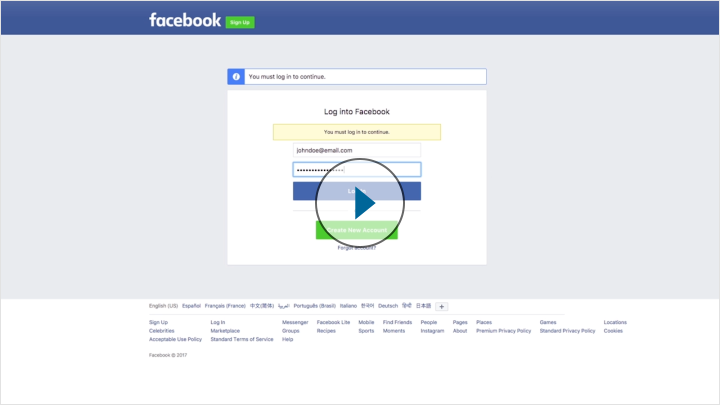 facebook Sign Up
You must log in to continue.
Log into Facebook
You must log in to continue.
johndoe@email.com
Create New Account
Forgot account?
English (US) Español Français (France) 中文(简体) العربية Português (Brasil) Italiano 한국어 Deutsch हिन्दी 日本語 +
Sign Up Log In Messenger Facebook Lite Mobile Find Friends People Pages Places Games Locations
Celebrities Marketplace Groups Recipes Sports Moments Instagram About Premium Privacy Policy Standard Privacy Policy Cookies
Acceptable Use Policy Standard Terms of Service Help
Facebook © 2017